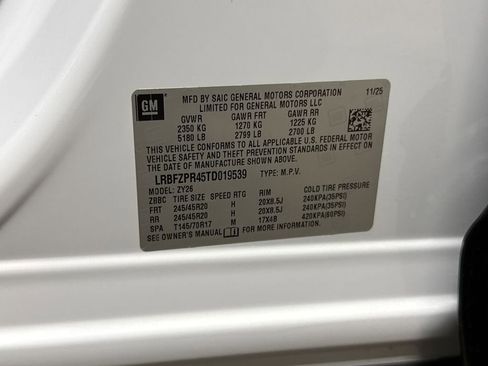 GM
MFD BY SAIC GENERAL MOTORS CORPORATION 11/25
LIMITED FOR GENERAL MOTORS LLC
GVWR GAWR FRT GAWR RR
2350 KG 1270 KG 1225 KG
5180 LB 2799 LB 2700 LB
THIS VEHICLE CONFORMS TO ALL APPLICABLE U.S. FEDERAL MOTOR
VEHICLE SAFETY AND THEFT PREVENTION STANDARDS IN EFFECT ON
THE DATE OF MANUFACTURE SHOWN ABOVE.
LRBFZPR45TD019539 TYPE: M.P.V.
MODEL: ZY26
ZBBC TIRE SIZE SPEED RTG RIM COLD TIRE PRESSURE
FRT 245/45R20 H 20X8.5J 240KPA(35PSI)
RR 245/45R20 H 20X8.5J 240KPA(35PSI)
SPA T145/70R17 M 17X4B 420KPA(60PSI)
SEE OWNER'S MANUAL FOR MORE INFORMATION.